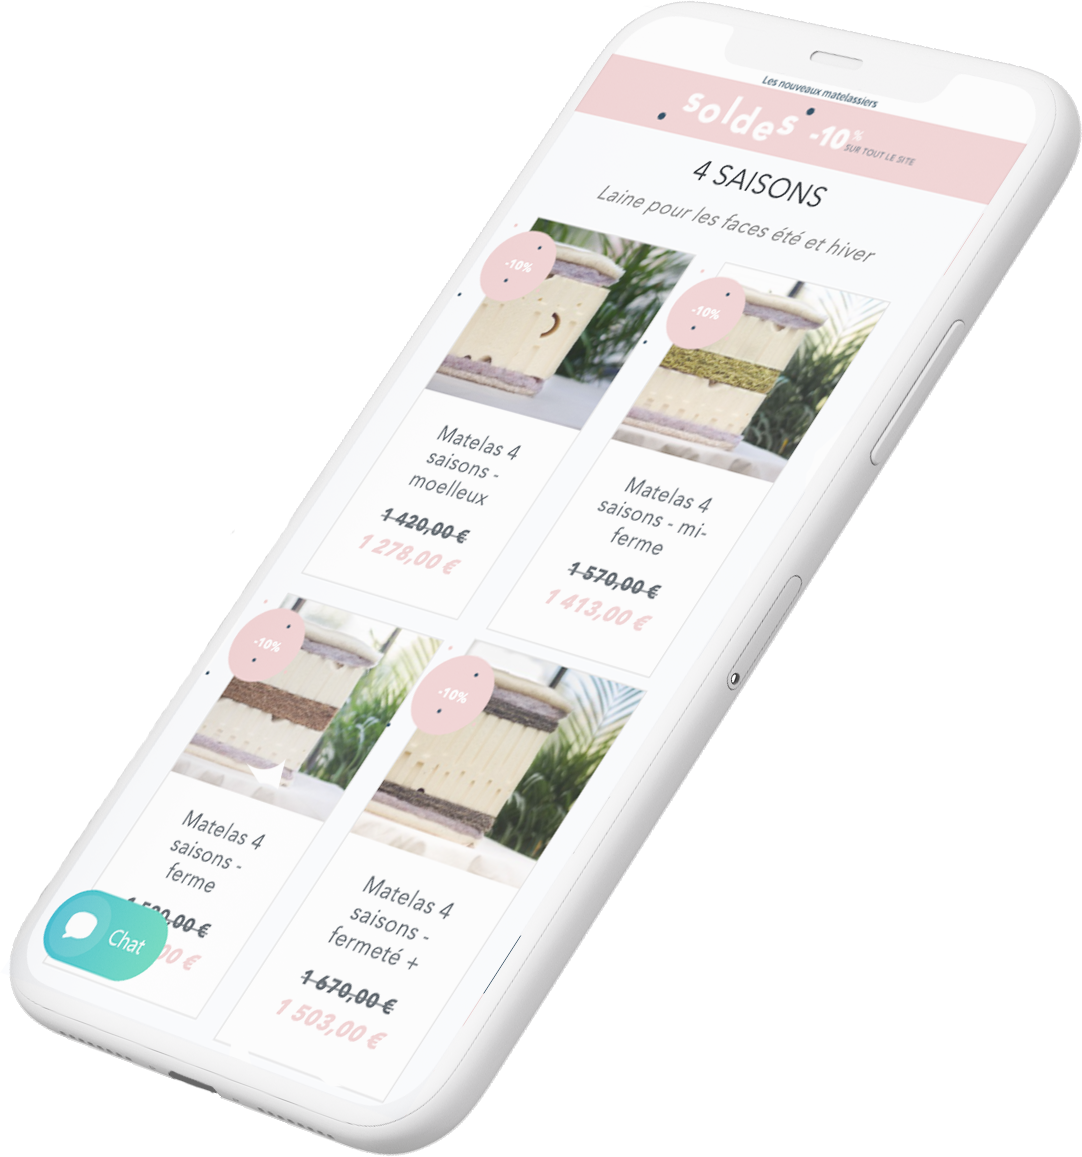 Les nouveaux matelassiers
soldes -10%
SUR TOUT LE SITE
4 SAISONS
Laine pour les faces été et hiver
-10%
Matelas 4
saisons -
moelleux
1 420,00 €
1 278,00 €
-10%
Matelas 4
saisons - mi-
ferme
1 570,00 €
1 413,00 €
-10%
Matelas 4
saisons -
ferme
00 €
00 €
-10%
Matelas 4
saisons -
fermeté +
1 670,00 €
1 503,00 €
Chat